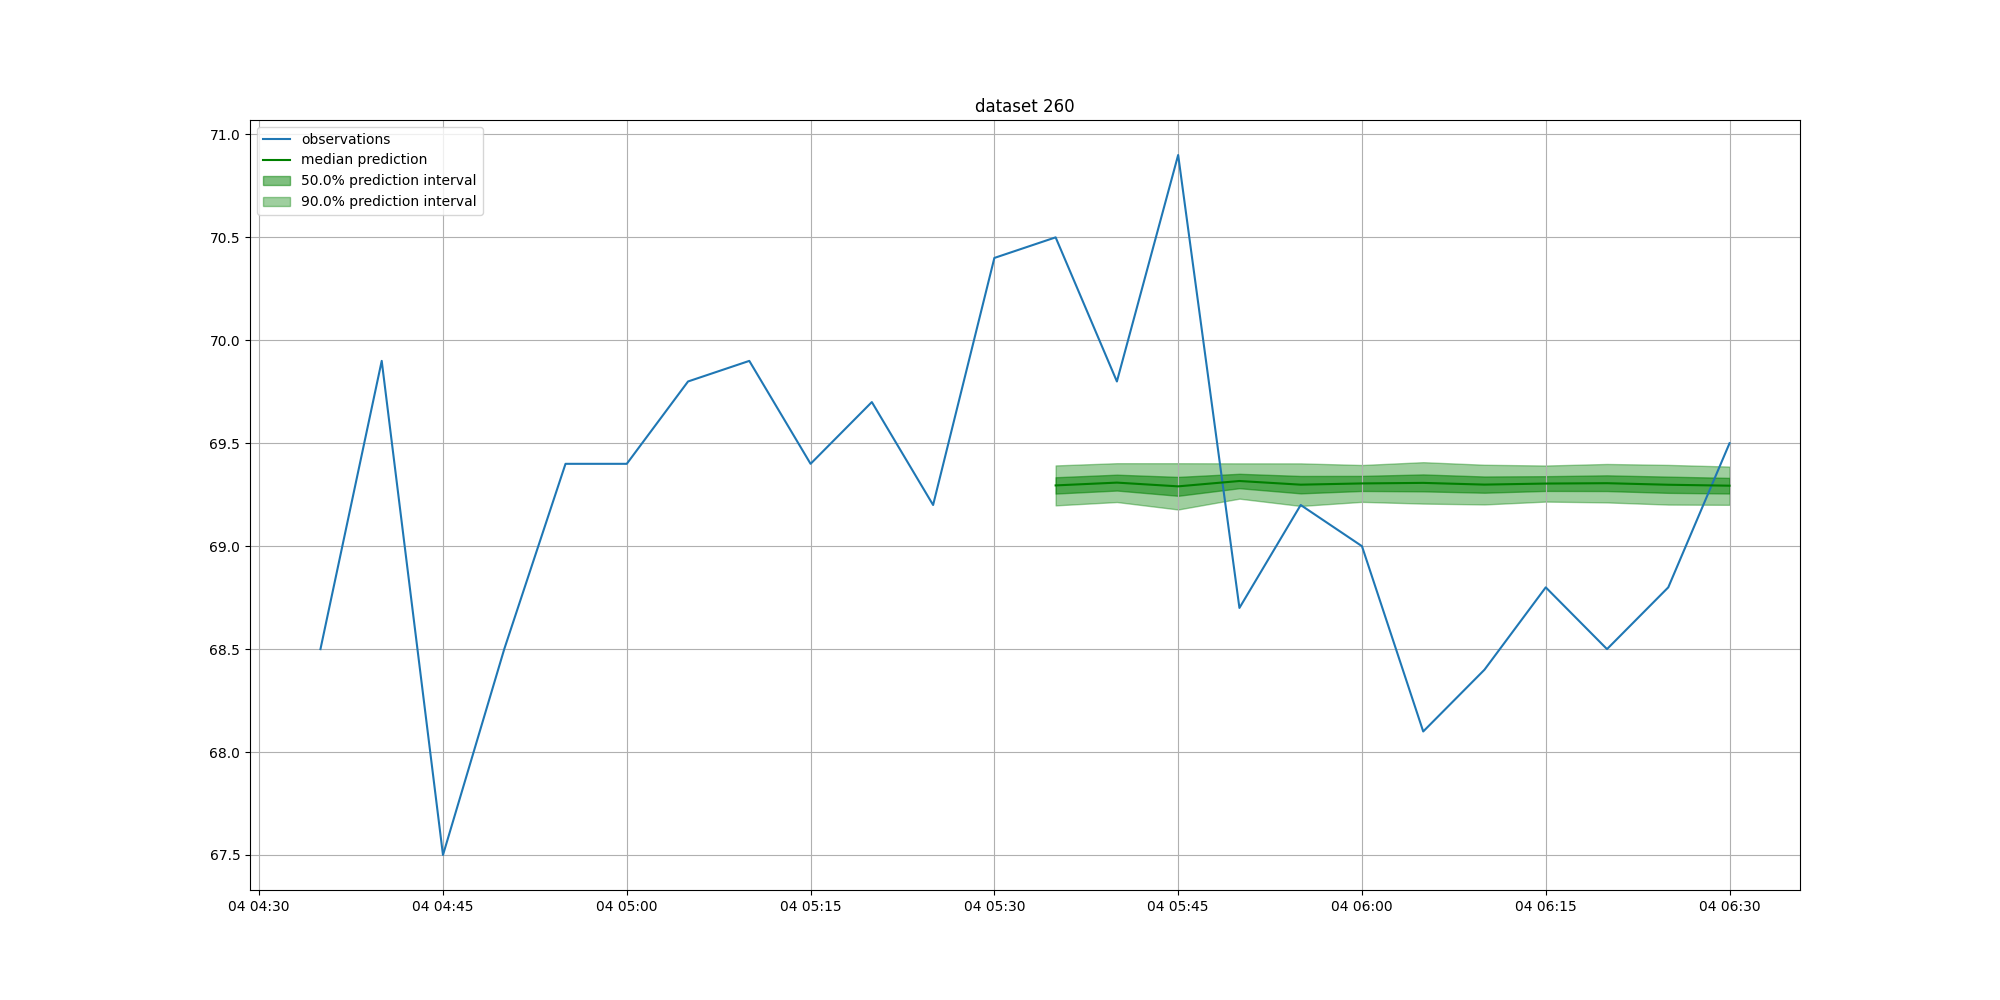 dataset 260
71.0
observations
median prediction
50.0% prediction interval
90.0% prediction interval
70.5
70.0
69.5
69.0
68.5
68.0
67.5
04 04:30 04 04:45 04 05:00 04 05:15 04 05:30 04 05:45 04 06:00 04 06:15 04 06:30